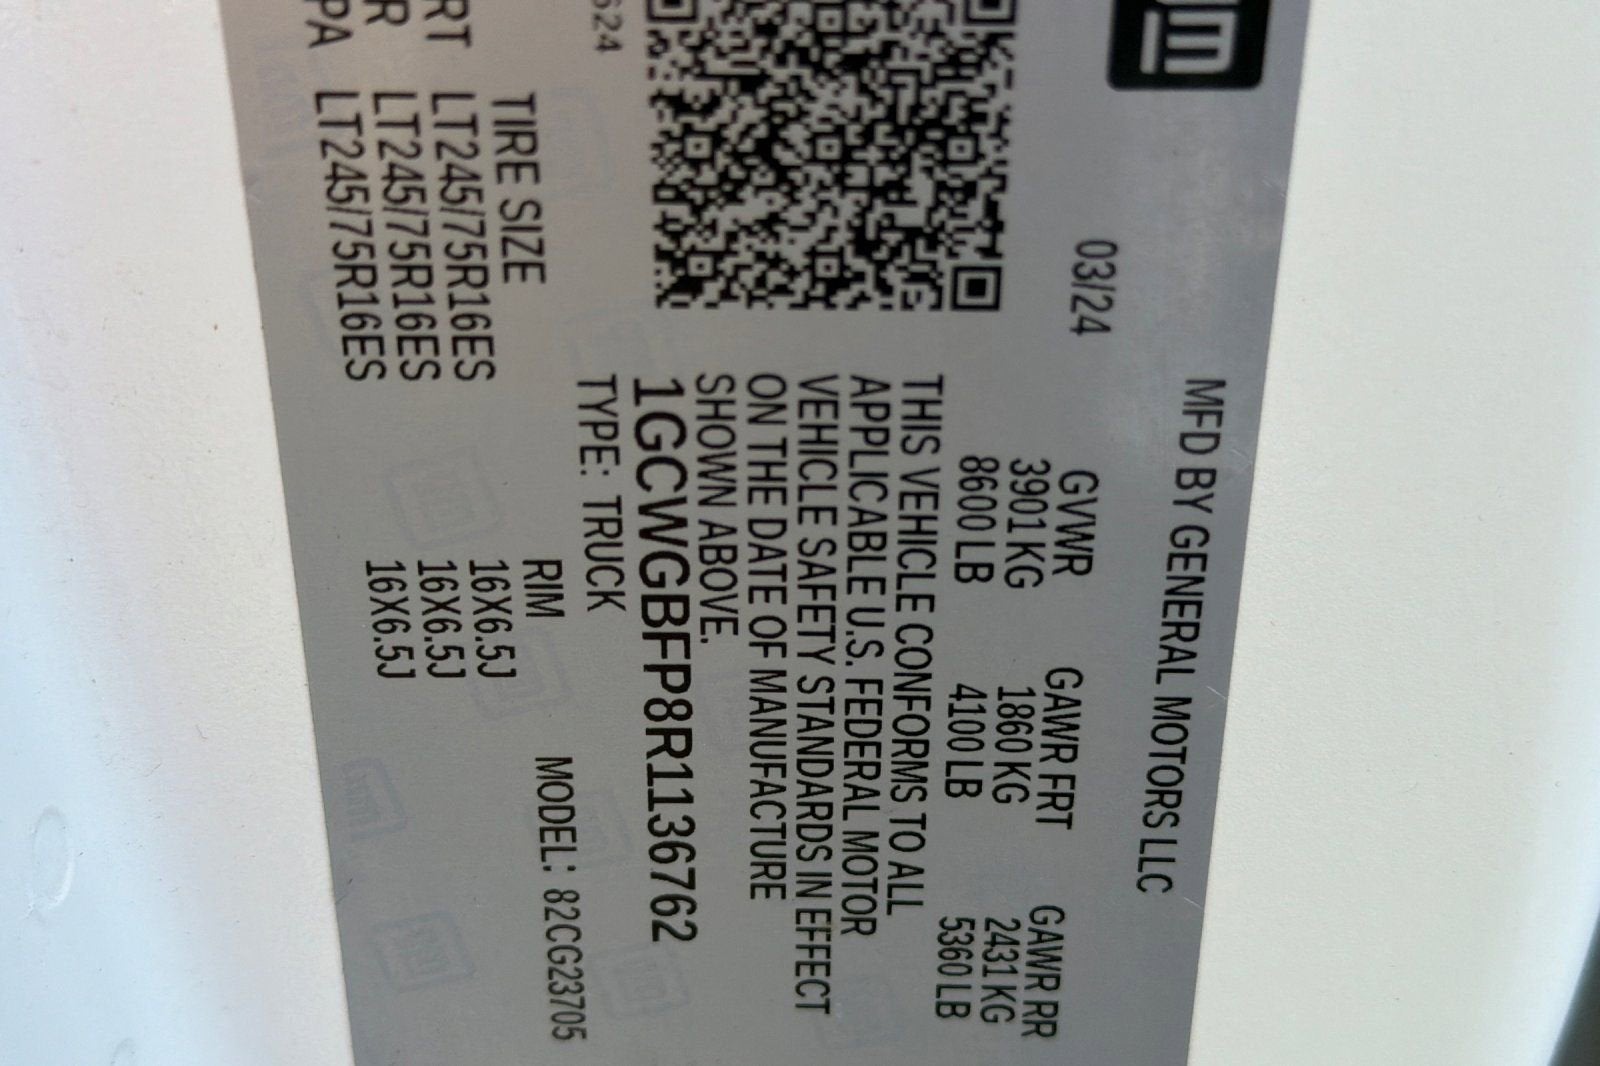 gm
MFD BY GENERAL MOTORS LLC
03/24
GVWR GAWR FRT GAWR RR
3901 KG 1860 KG 2431 KG
8600 LB 4100 LB 5360 LB
THIS VEHICLE CONFORMS TO ALL
APPLICABLE U.S. FEDERAL MOTOR
VEHICLE SAFETY STANDARDS IN EFFECT
ON THE DATE OF MANUFACTURE
SHOWN ABOVE.
1GCWGBFP8R1136762
TYPE: TRUCK
MODEL: 82CG23705
624
TIRE SIZE RIM
RT LT245/75R16ES 16X6.5J
R LT245/75R16ES 16X6.5J
PA LT245/75R16ES 16X6.5J